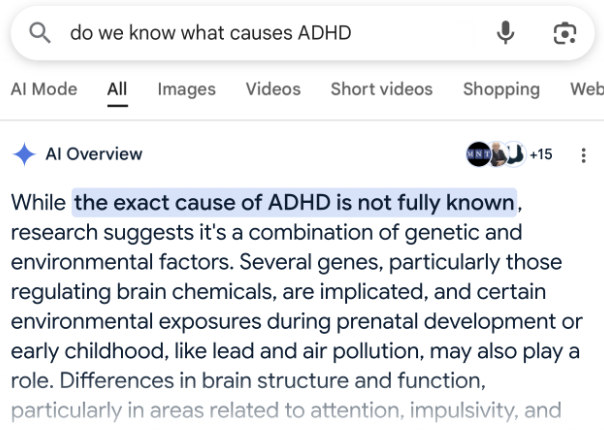 do we know what causes ADHD
AI Mode All Images Videos Short videos Shopping Web
AI Overview MNT +15
While the exact cause of ADHD is not fully known,
research suggests it's a combination of genetic and
environmental factors. Several genes, particularly those
regulating brain chemicals, are implicated, and certain
environmental exposures during prenatal development or
early childhood, like lead and air pollution, may also play a
role. Differences in brain structure and function,
particularly in areas related to attention, impulsivity, and